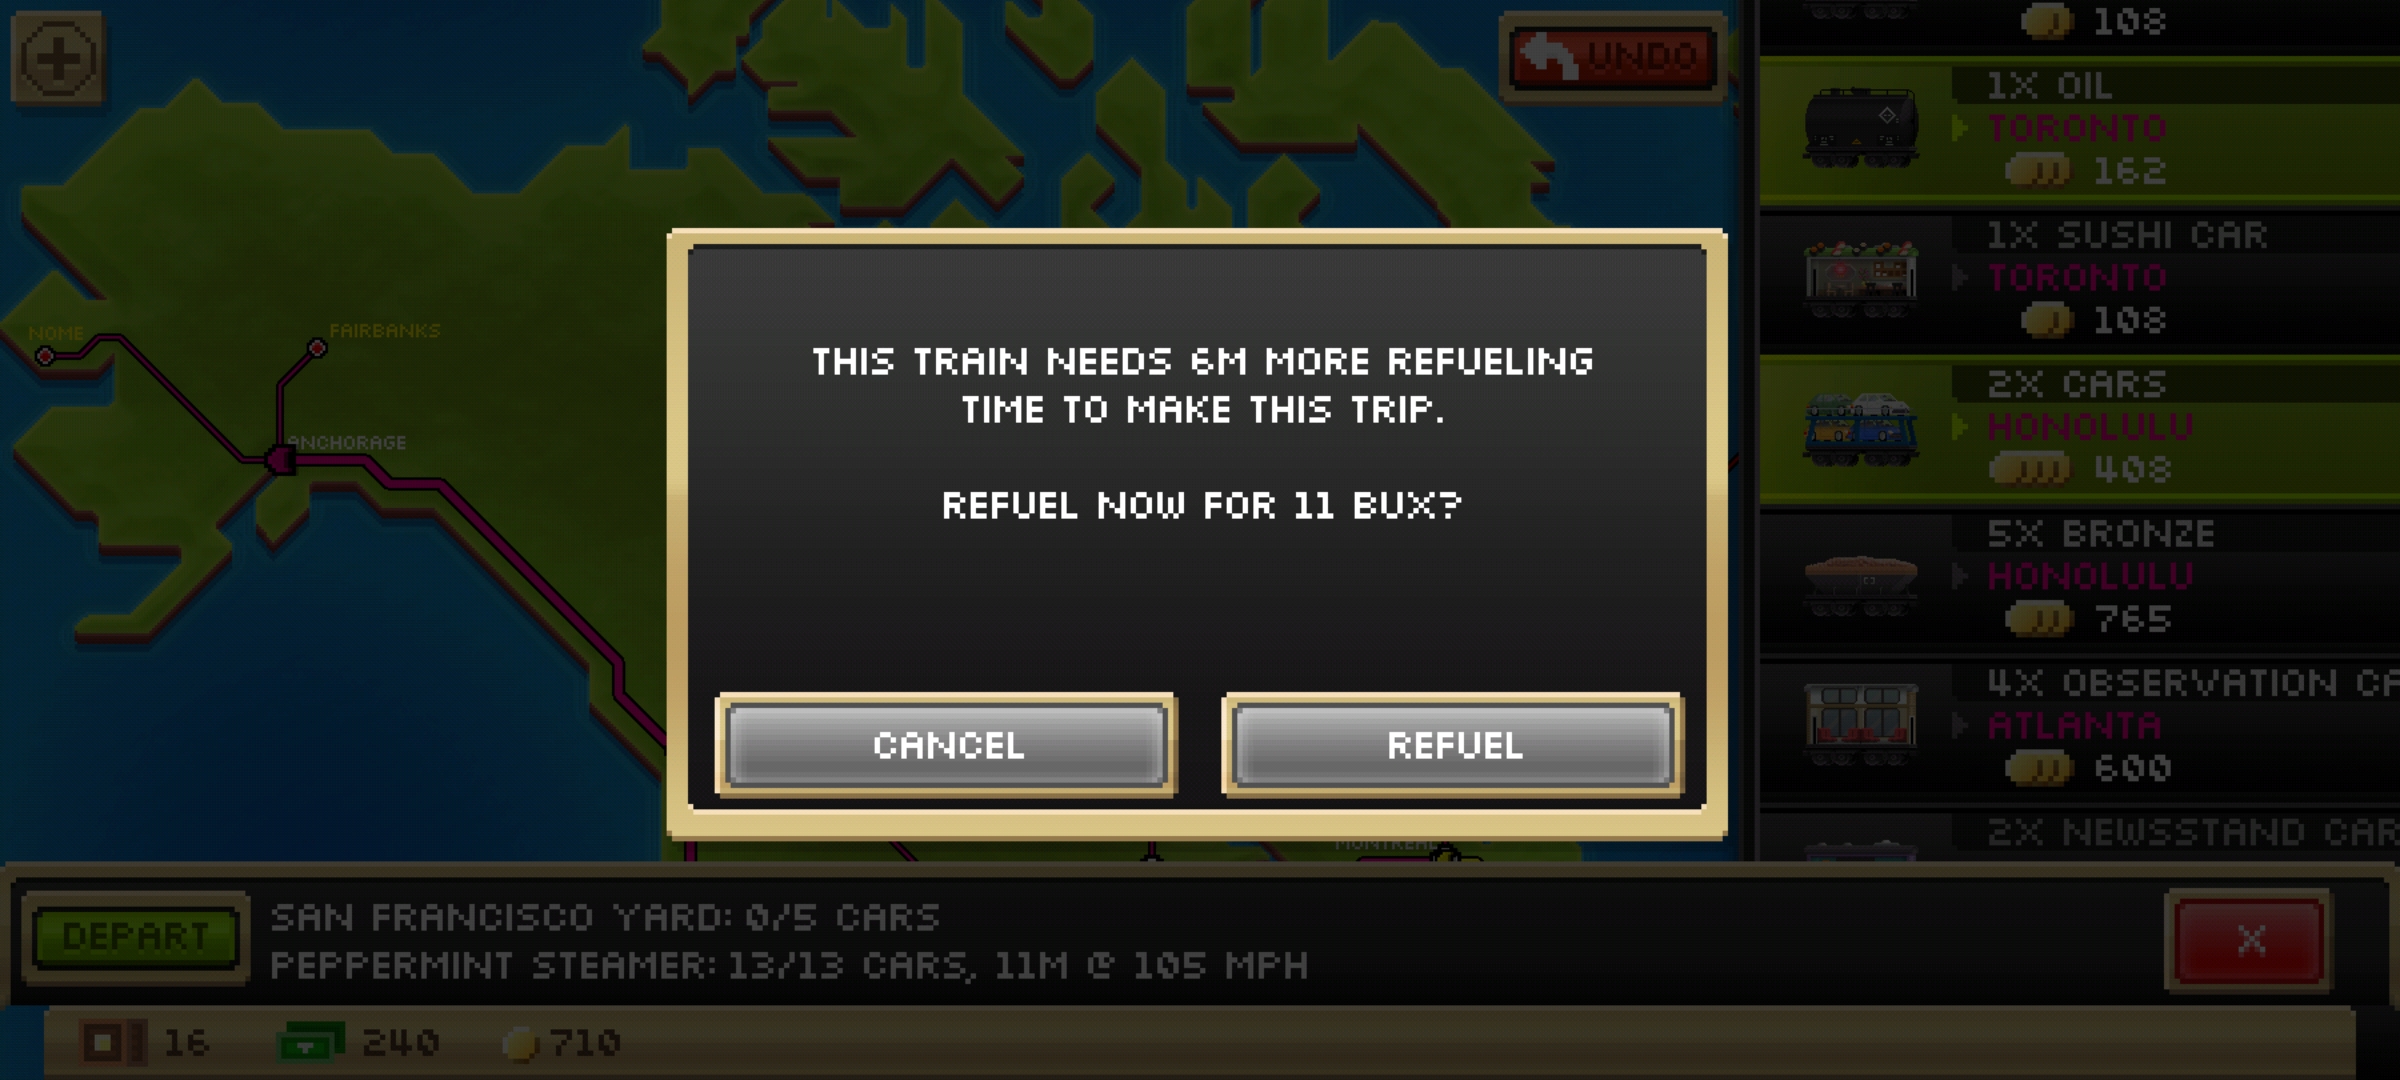 UNDO
108
1X OIL
TORONTO
162
1X SUSHI CAR
TORONTO
108
2X CARS
HONOLULU
408
5X BRONZE
HONOLULU
765
4X OBSERVATION CA
ATLANTA
600
2X NEWSSTAND CAR
NOME
FAIRBANKS
ANCHORAGE
THIS TRAIN NEEDS 6M MORE REFUELING
TIME TO MAKE THIS TRIP.
REFUEL NOW FOR 11 BUX?
CANCEL
REFUEL
MONTREAL
DEPART
SAN FRANCISCO YARD: 0/5 CARS
PEPPERMINT STEAMER: 13/13 CARS, 11M @ 105 MPH
X
16
240
710